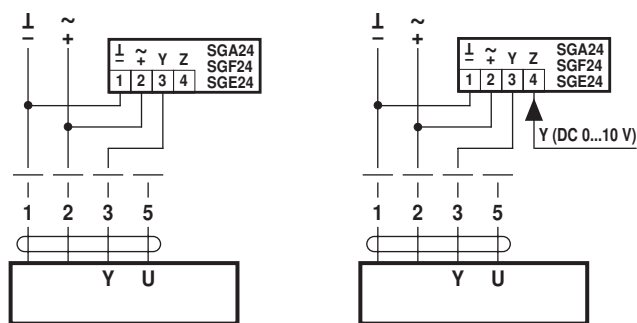 ⊥ ~
− +
⊥ ~ Y Z SGA24
− + SGF24
1 2 3 4 SGE24
1 2 3 5
Y U
⊥ ~
− +
⊥ ~ Y Z SGA24
− + SGF24
1 2 3 4 SGE24
Y (DC 0...10 V)
1 2 3 5
Y U